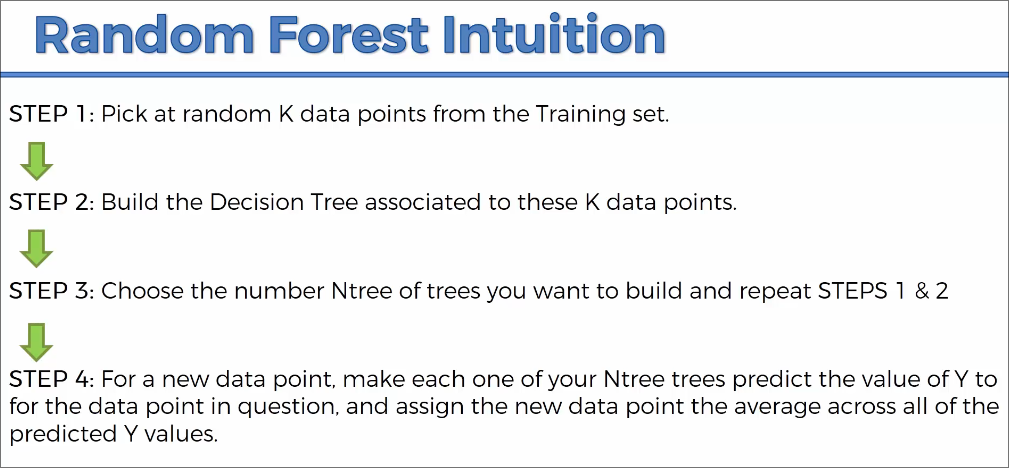 Random Forest Intuition
STEP 1: Pick at random K data points from the Training set.
STEP 2: Build the Decision Tree associated to these K data points.
STEP 3: Choose the number Ntree of trees you want to build and repeat STEPS 1 & 2
STEP 4: For a new data point, make each one of your Ntree trees predict the value of Y to
for the data point in question, and assign the new data point the average across all of the
predicted Y values.